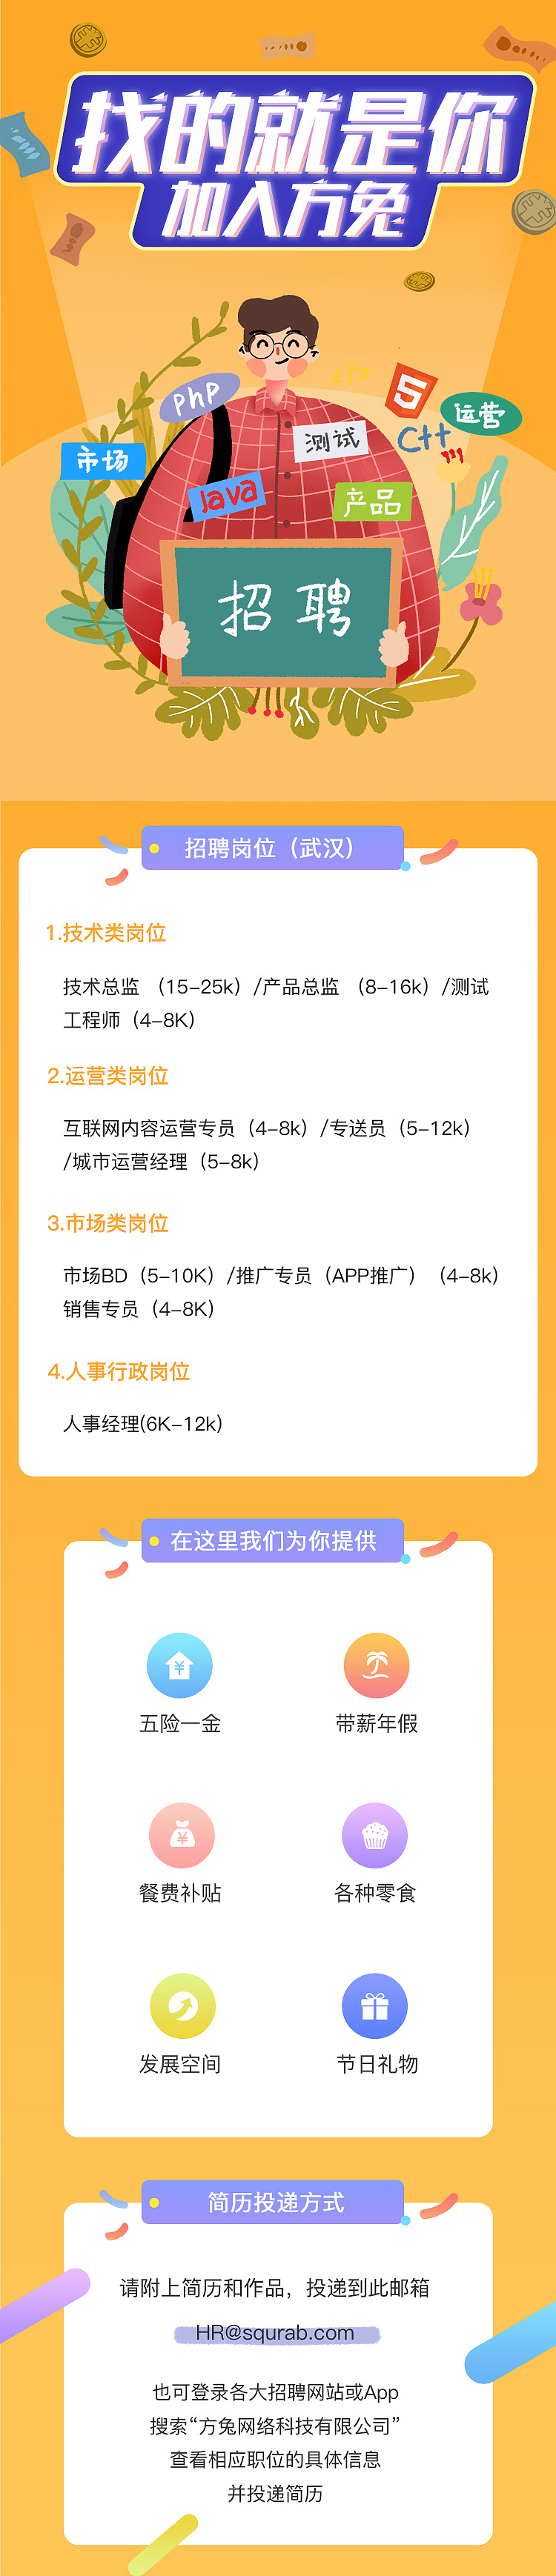 找的就是你
加入方兔
php
</>
5
运营
市场
测试
C++
java
产品
招聘
招聘岗位（武汉）
1.技术类岗位
技术总监 （15-25k）/产品总监 （8-16k）/测试
工程师（4-8K）
2.运营类岗位
互联网内容运营专员（4-8k）/专送员（5-12k）
/城市运营经理（5-8k）
3.市场类岗位
市场BD（5-10K）/推广专员（APP推广）（4-8k）
销售专员（4-8K）
4.人事行政岗位
人事经理(6K-12k)
在这里我们为你提供
五险一金
带薪年假
餐费补贴
各种零食
发展空间
节日礼物
简历投递方式
请附上简历和作品，投递到此邮箱
HR@squrab.com
也可登录各大招聘网站或App
搜索“方兔网络科技有限公司”
查看相应职位的具体信息
并投递简历